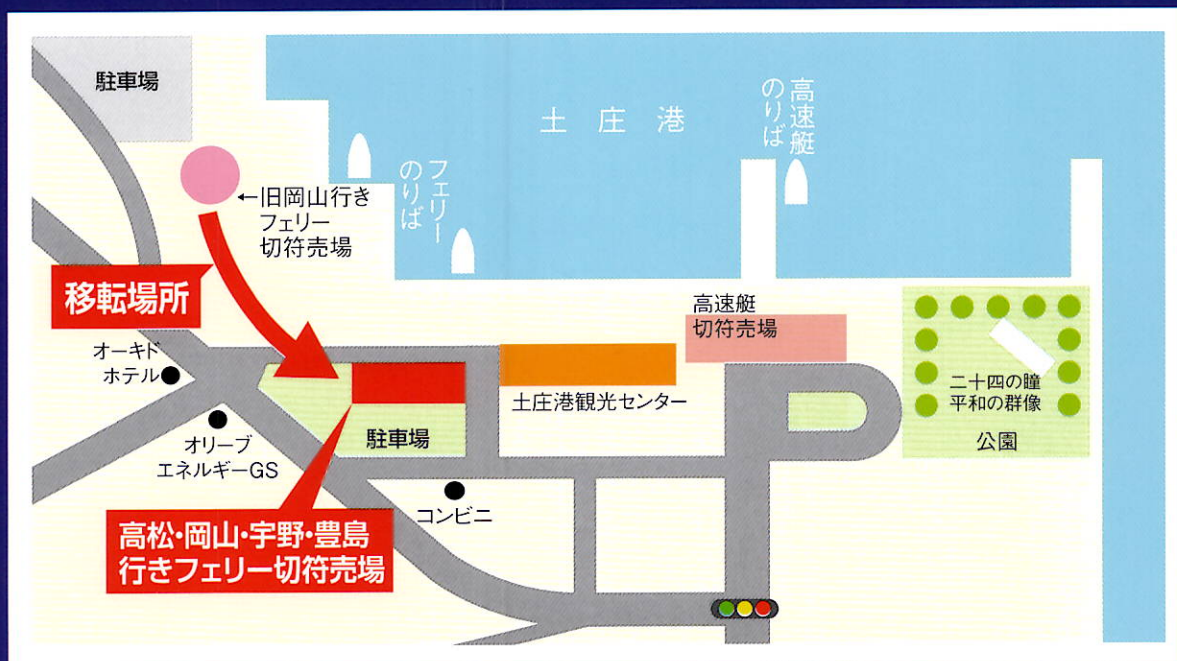 駐車場
土庄港
高速艇
のりば
フェリー
のりば
←旧岡山行き
フェリー
切符売場
移転場所
高速艇
切符売場
オーキド
ホテル
土庄港観光センター
二十四の瞳
平和の群像
公園
駐車場
オリーブ
エネルギーGS
コンビニ
高松・岡山・宇野・豊島
行きフェリー切符売場